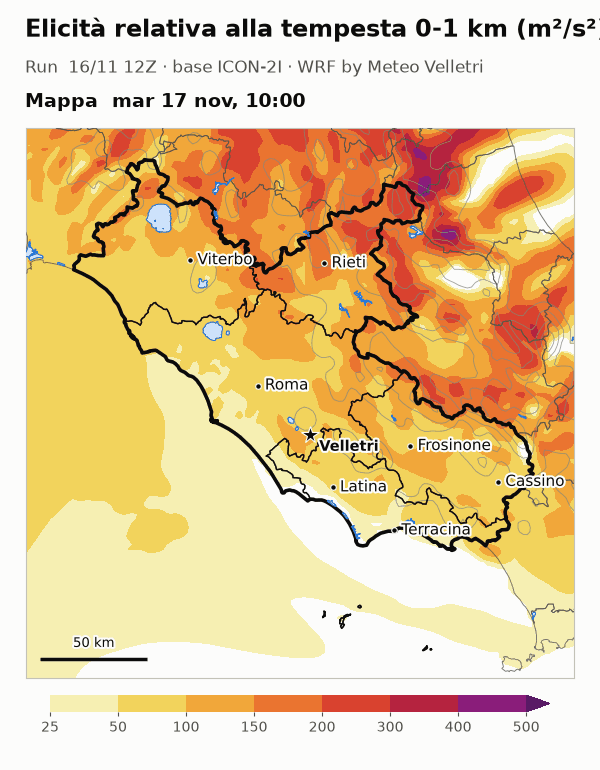 Elicità relativa alla tempesta 0-1 km (m²/s²)
Run 16/11 12Z · base ICON-2I · WRF by Meteo Velletri
Mappa mar 17 nov, 10:00
Viterbo
Rieti
Roma
Velletri
Frosinone
Cassino
Latina
Terracina
50 km
25 50 100 150 200 300 400 500